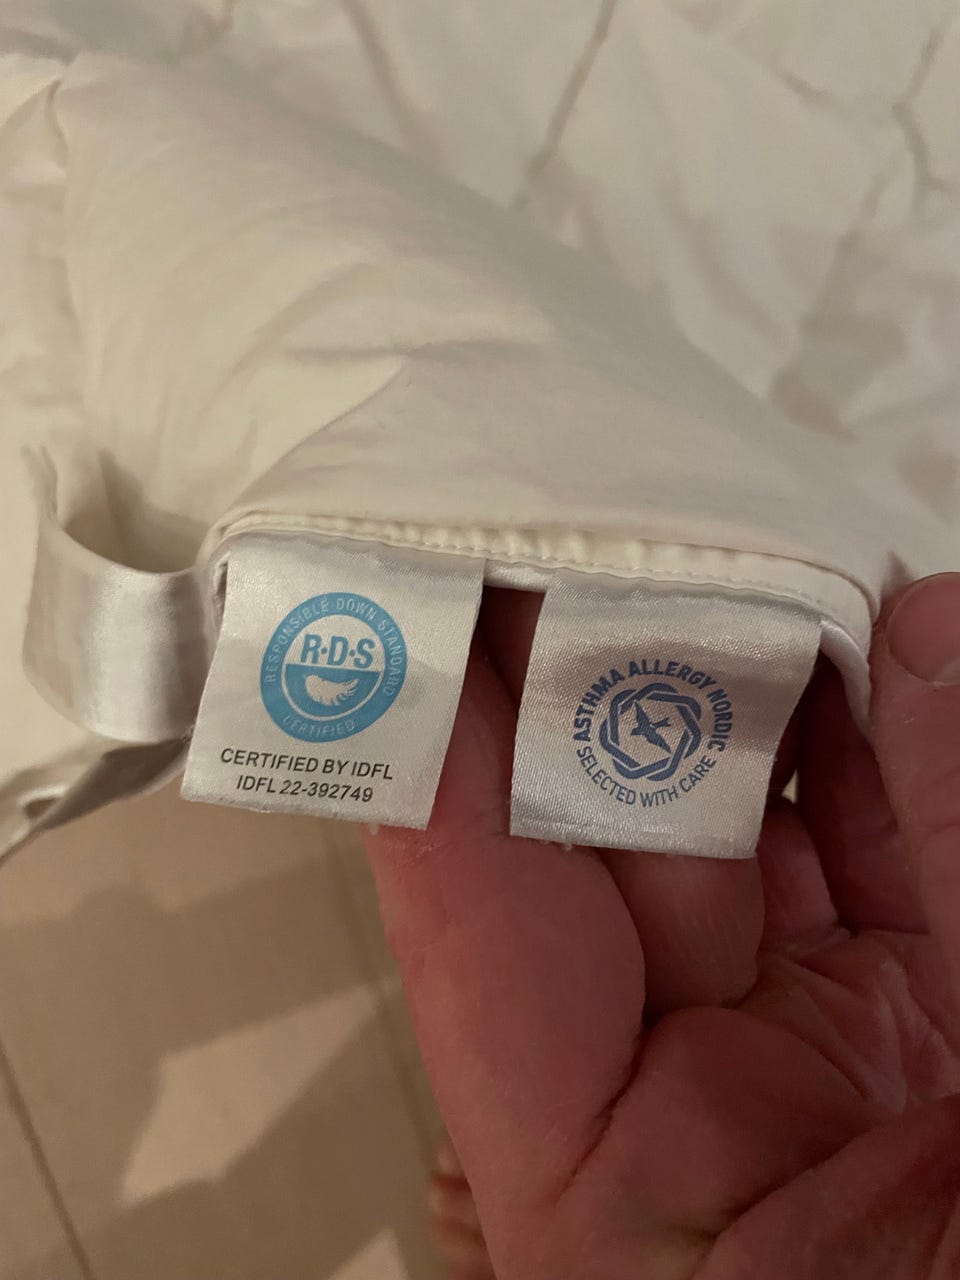 RESPONSIBLE DOWN STANDARD
R·D·S
CERTIFIED
CERTIFIED BY IDFL
IDFL 22-392749
ASTHMA ALLERGY NORDIC
SELECTED WITH CARE